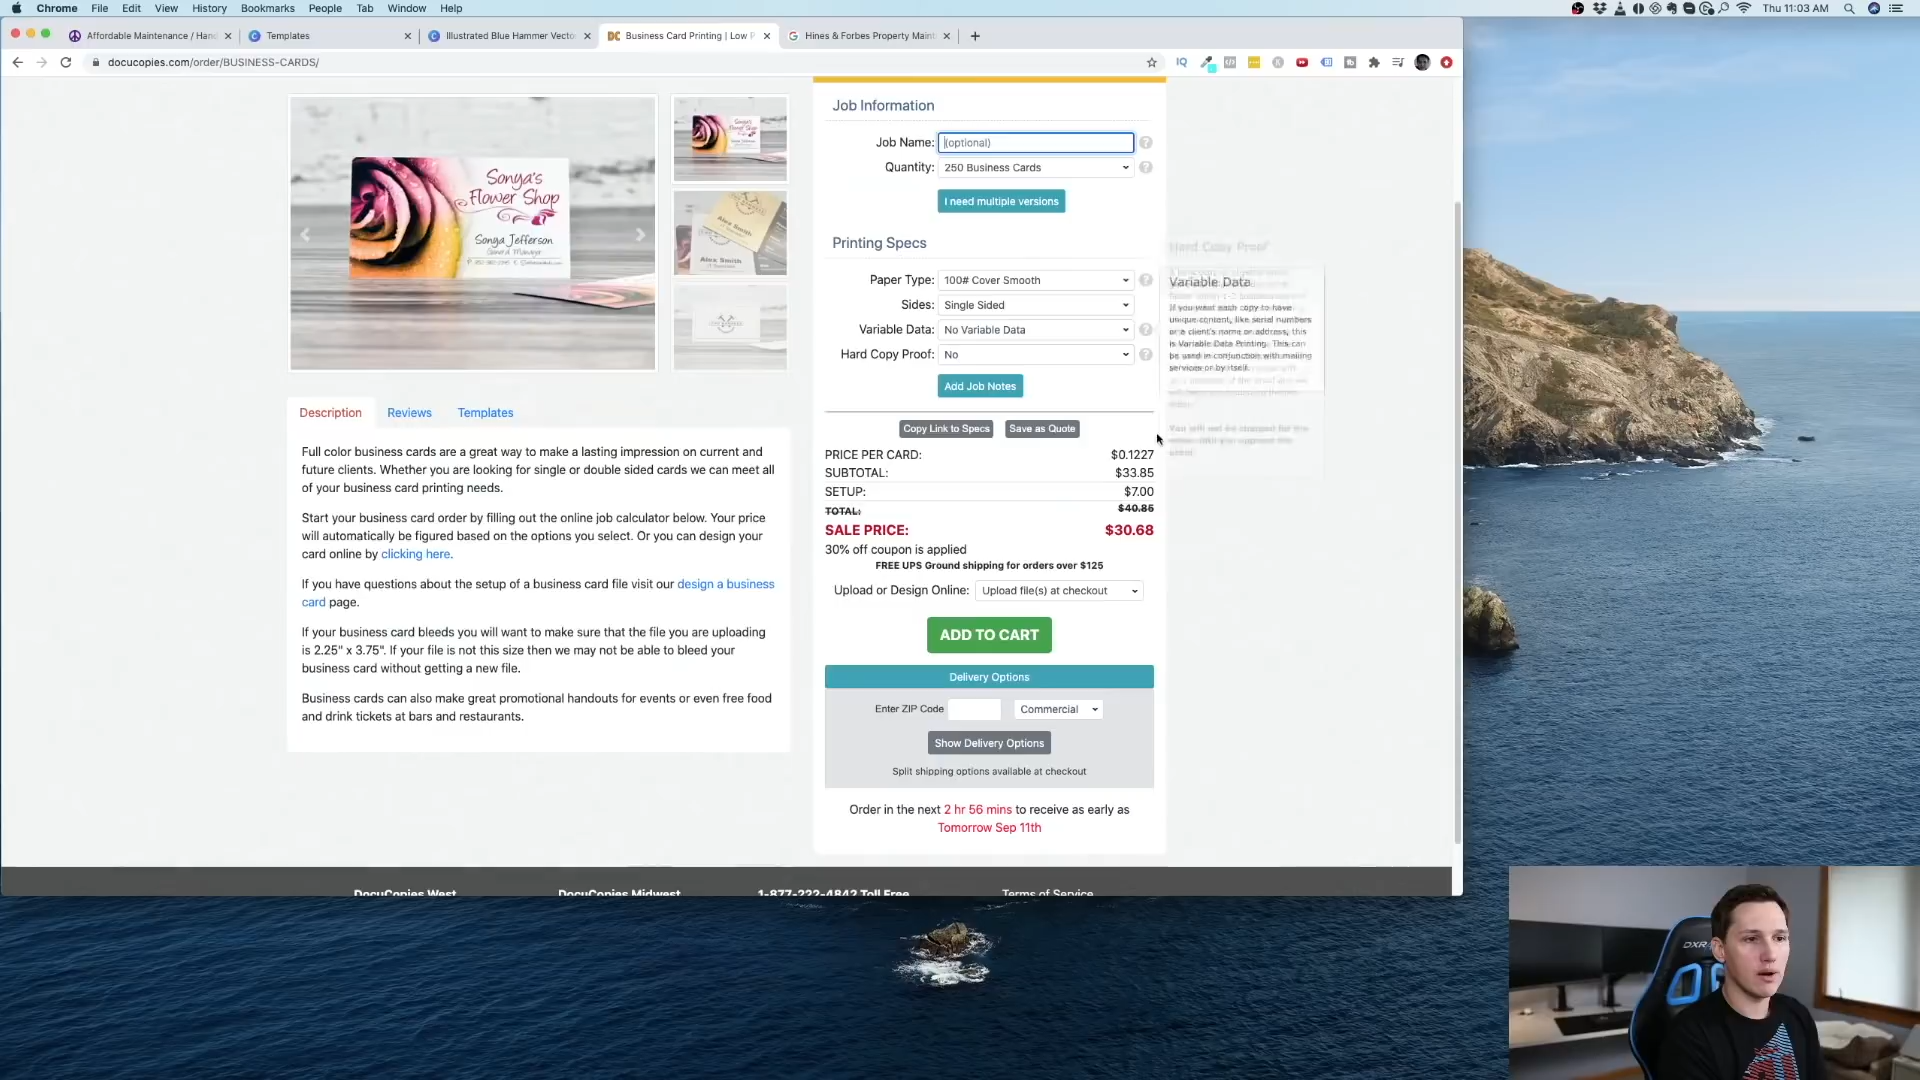 Chrome File Edit View History Bookmarks People Tab Window Help
Thu 11:03 AM
Affordable Maintenance / Han
Templates
Illustrated Blue Hammer Vecto
DC Business Card Printing | Low P
Hines & Forbes Property Maint
docucopies.com/order/BUSINESS-CARDS/
IQ
Sonya's
Flower Shop
Sonya Jefferson
General Manager
Alex Smith
Alex Smith
Job Information
Job Name: (optional)
Quantity: 250 Business Cards
I need multiple versions
Printing Specs
Paper Type: 100# Cover Smooth
Sides: Single Sided
Variable Data: No Variable Data
Hard Copy Proof: No
Add Job Notes
Hard Copy Proof
Variable Data
If you want each copy to have
unique content, like serial numbers
or a client's name or address, this
is Variable Data Printing. This can
be used in conjunction with mailing
services or by itself.
Copy Link to Specs Save as Quote
PRICE PER CARD: $0.1227
SUBTOTAL: $33.85
SETUP: $7.00
TOTAL: $40.85
SALE PRICE: $30.68
30% off coupon is applied
FREE UPS Ground shipping for orders over $125
Upload or Design Online: Upload file(s) at checkout
ADD TO CART
Delivery Options
Enter ZIP Code Commercial
Show Delivery Options
Split shipping options available at checkout
Order in the next 2 hr 56 mins to receive as early as
Tomorrow Sep 11th
Description Reviews Templates
Full color business cards are a great way to make a lasting impression on current and
future clients. Whether you are looking for single or double sided cards we can meet all
of your business card printing needs.
Start your business card order by filling out the online job calculator below. Your price
will automatically be figured based on the options you select. Or you can design your
card online by clicking here.
If you have questions about the setup of a business card file visit our design a business
card page.
If your business card bleeds you will want to make sure that the file you are uploading
is 2.25" x 3.75". If your file is not this size then we may not be able to bleed your
business card without getting a new file.
Business cards can also make great promotional handouts for events or even free food
and drink tickets at bars and restaurants.
DocuCopies West DocuCopies Midwest 1-877-222-4842 Toll Free Terms of Service